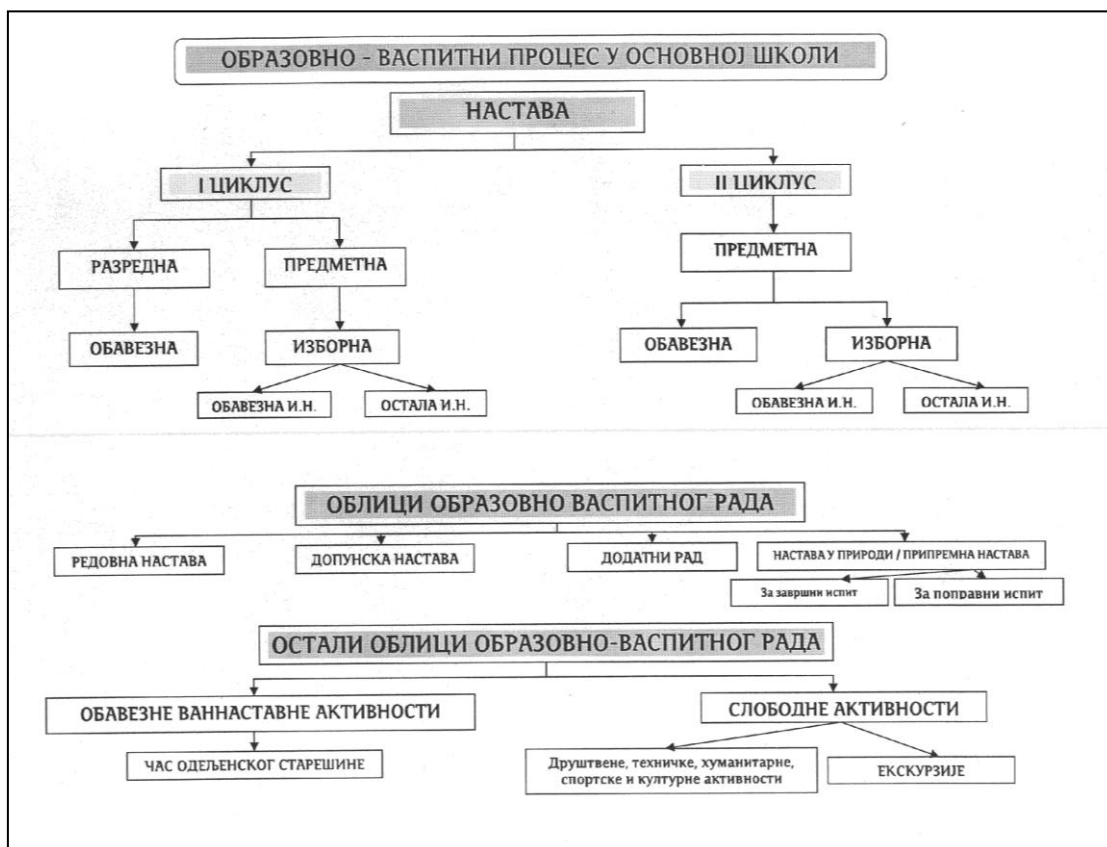 ОБРАЗОВНО - ВАСПИТНИ ПРОЦЕС У ОСНОВНОЈ ШКОЛИ
НАСТАВА
I ЦИКЛУС
II ЦИКЛУС
РАЗРЕДНА
ПРЕДМЕТНА
ПРЕДМЕТНА
ОБАВЕЗНА
ИЗБОРНА
ОБАВЕЗНА
ИЗБОРНА
ОБАВЕЗНА И.Н.
ОСТАЛА И.Н.
ОБАВЕЗНА И.Н.
ОСТАЛА И.Н.
ОБЛИЦИ ОБРАЗОВНО ВАСПИТНОГ РАДА
РЕДОВНА НАСТАВА
ДОПУНСКА НАСТАВА
ДОДАТНИ РАД
НАСТАВА У ПРИРОДИ / ПРИПРЕМНА НАСТАВА
За завршни испит
За поправни испит
ОСТАЛИ ОБЛИЦИ ОБРАЗОВНО-ВАСПИТНОГ РАДА
ОБАВЕЗНЕ ВАННАСТАВНЕ АКТИВНОСТИ
СЛОБОДНЕ АКТИВНОСТИ
ЧАС ОДЕЉЕНСКОГ СТАРЕШИНЕ
Друштвене, техничке, хуманитарне,
спортске и културне активности
ЕКСКУРЗИЈЕ